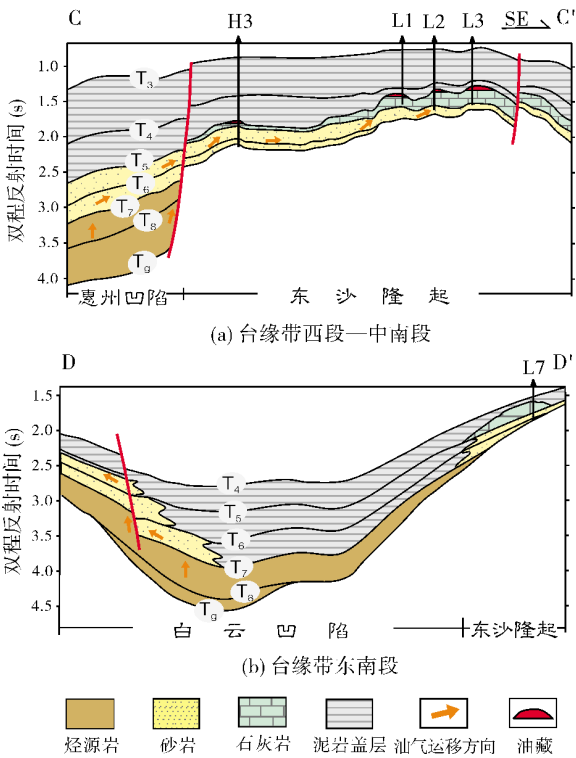 C H3 L1 L2 L3 SE C'
双程反射时间 (s)
1.0
1.5
2.0
2.5
3.0
3.5
4.0
T3
T4
T5
T6
T7
T8
Tg
惠州凹陷 东沙隆起
(a) 台缘带西段—中南段
D L7 D'
双程反射时间 (s)
1.5
2.0
2.5
3.0
3.5
4.0
4.5
T4
T5
T6
T7
T8
Tg
白云凹陷 东沙隆起
(b) 台缘带东南段
烃源岩 砂岩 石灰岩 泥岩盖层 油气运移方向 油藏